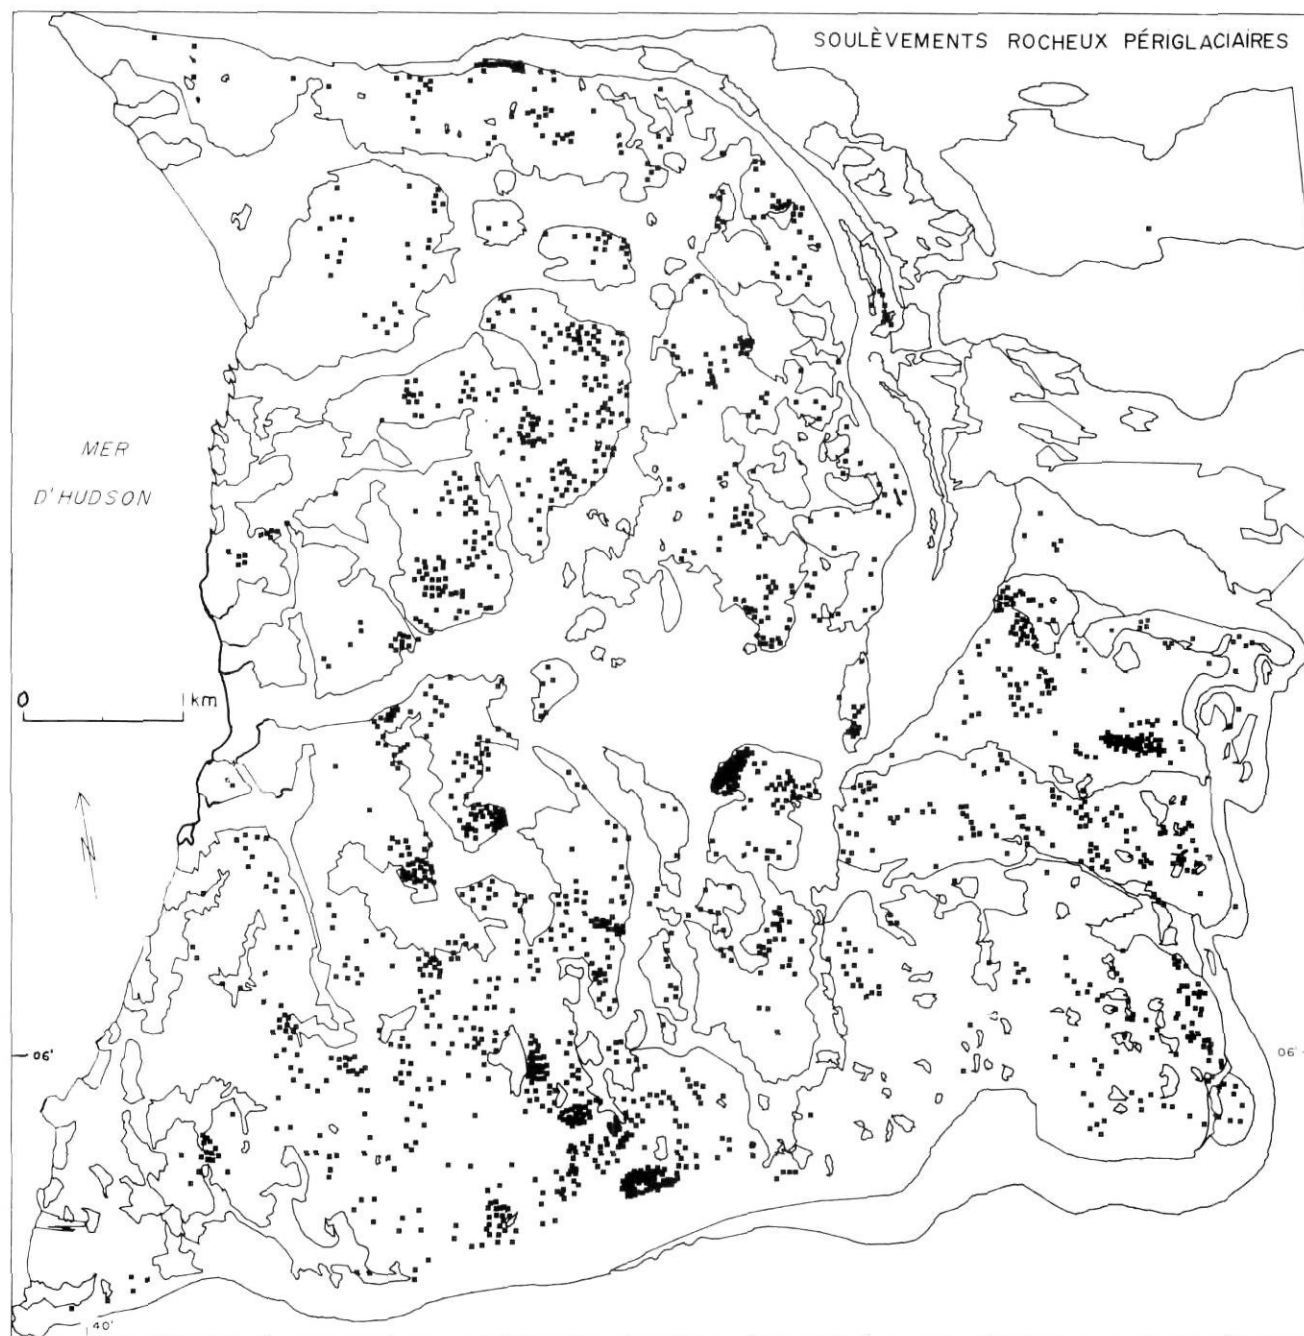 SOULÈVEMENTS ROCHEUX PÉRIGLACIAIRES
MER
D'HUDSON
0 1 km
N
06'
06'
40'